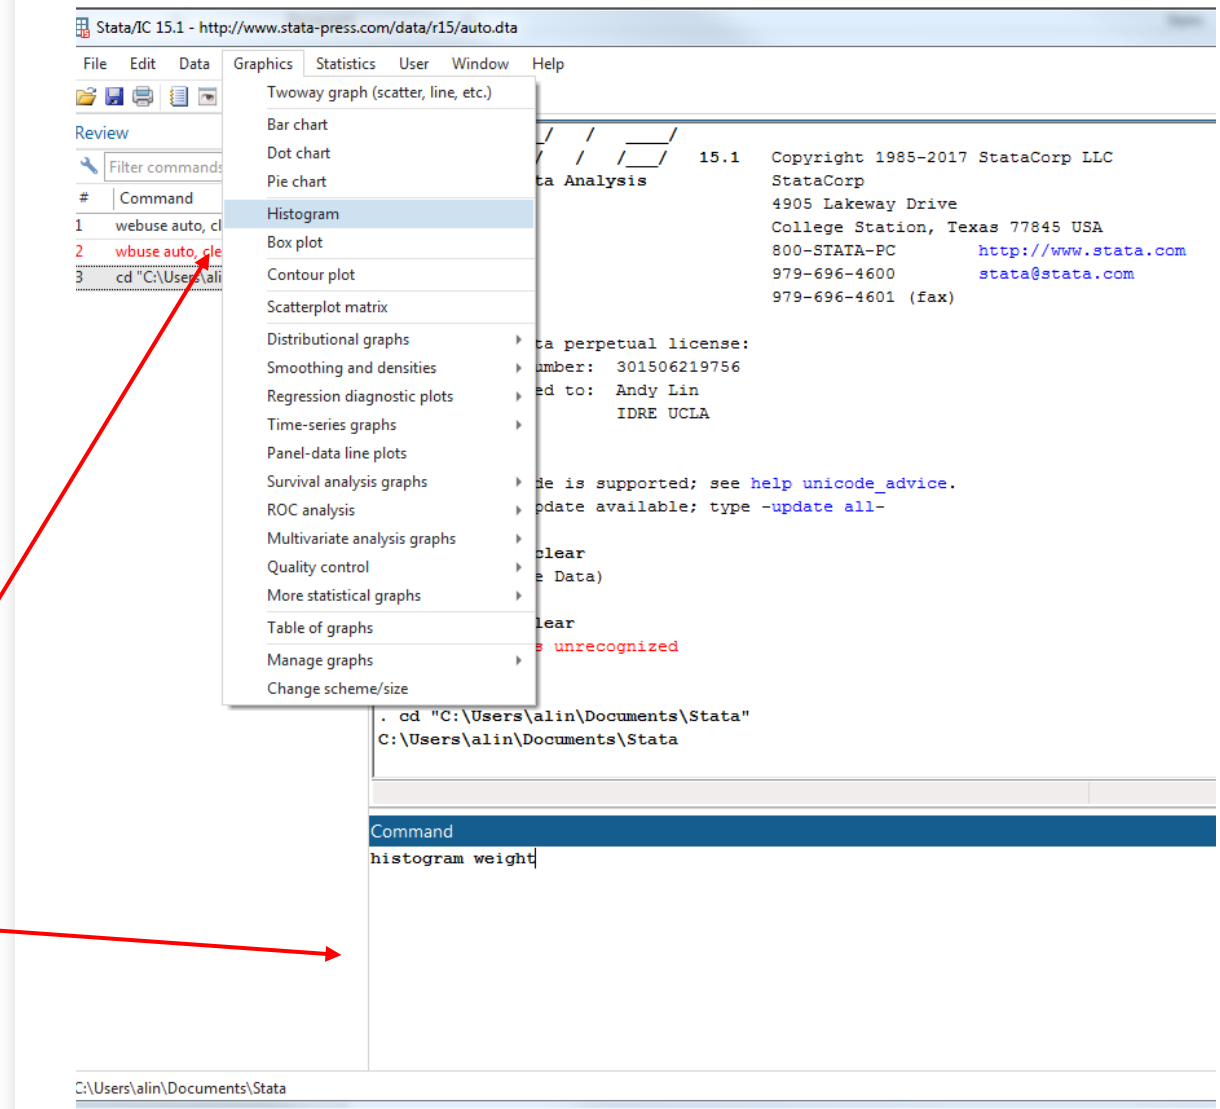 Stata/IC 15.1 - http://www.stata-press.com/data/r15/auto.dta
File Edit Data Graphics Statistics User Window Help
Review
Filter commands
# Command
1 webuse auto, cl
2 wbuse auto, cle
3 cd "C:\Users\ali
Twoway graph (scatter, line, etc.)
Bar chart
Dot chart
Pie chart
Histogram
Box plot
Contour plot
Scatterplot matrix
Distributional graphs
Smoothing and densities
Regression diagnostic plots
Time-series graphs
Panel-data line plots
Survival analysis graphs
ROC analysis
Multivariate analysis graphs
Quality control
More statistical graphs
Table of graphs
Manage graphs
Change scheme/size
15.1 Copyright 1985-2017 StataCorp LLC
ta Analysis StataCorp
4905 Lakeway Drive
College Station, Texas 77845 USA
800-STATA-PC http://www.stata.com
979-696-4600 stata@stata.com
979-696-4601 (fax)
ta perpetual license:
umber: 301506219756
ed to: Andy Lin
IDRE UCLA
de is supported; see help unicode_advice.
pdate available; type -update all-
clear
e Data)
lear
s unrecognized
. cd "C:\Users\alin\Documents\Stata"
C:\Users\alin\Documents\Stata
Command
histogram weight
C:\Users\alin\Documents\Stata